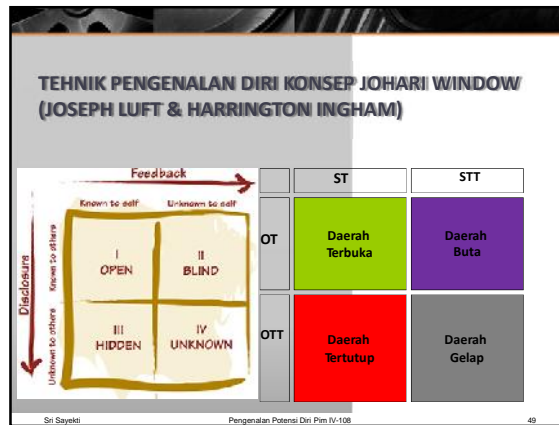 TEHNIK PENGENALAN DIRI KONSEP JOHARI WINDOW
(JOSEPH LUFT & HARRINGTON INGHAM)
Feedback
Known to self
Unknown to self
Disclosure
Known to others
Unknown to others
I
OPEN
II
BLIND
III
HIDDEN
IV
UNKNOWN
ST
STT
OT
Daerah
Terbuka
Daerah
Buta
OTT
Daerah
Tertutup
Daerah
Gelap
Sri Sayekti
Pengenalan Potensi Diri Pim IV-108
49